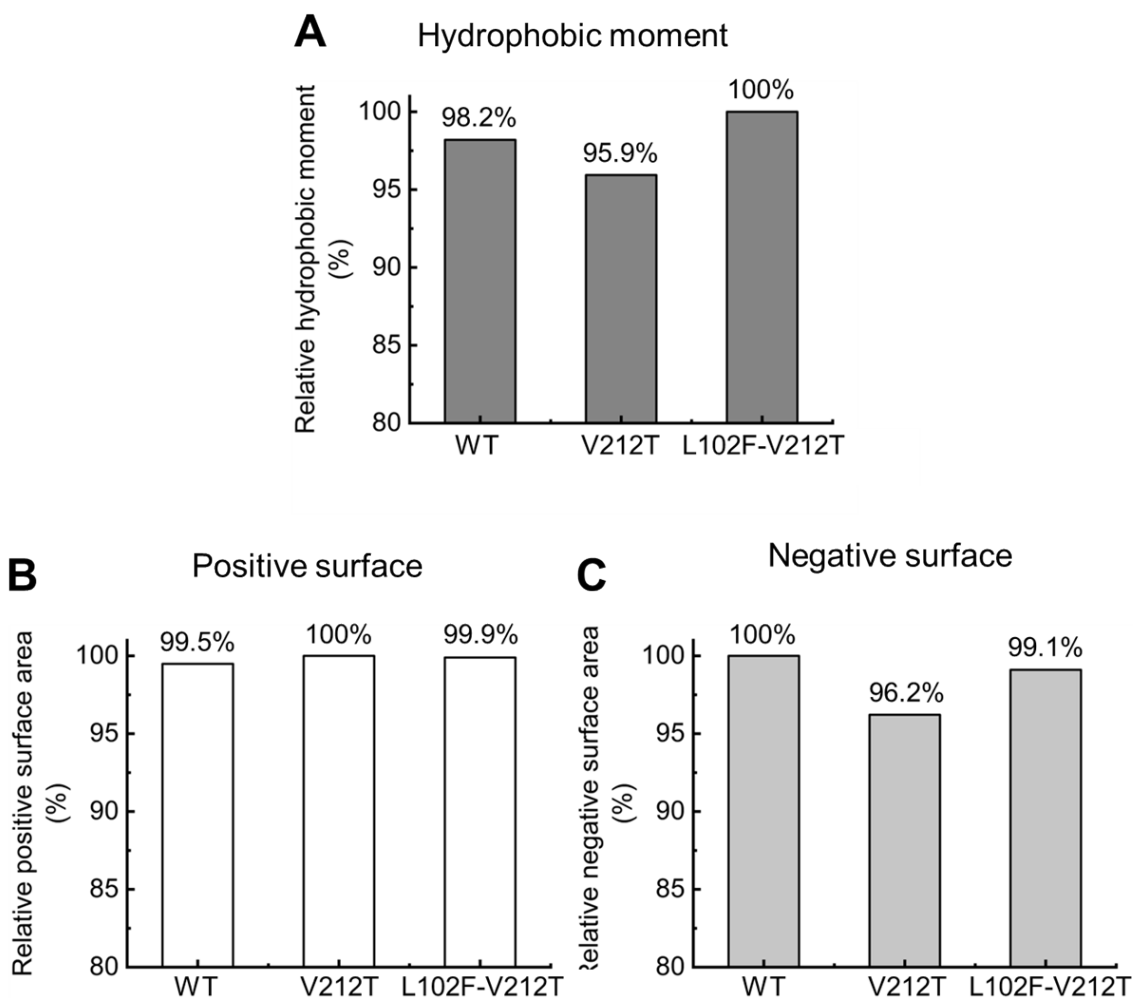 A
Hydrophobic moment
Relative hydrophobic moment
(%)
100
95
90
85
80
98.2%
95.9%
100%
WT
V212T
L102F-V212T
B
Positive surface
Relative positive surface area
(%)
100
95
90
85
80
99.5%
100%
99.9%
WT
V212T
L102F-V212T
C
Negative surface
Relative negative surface area
(%)
100
95
90
85
80
100%
96.2%
99.1%
WT
V212T
L102F-V212T